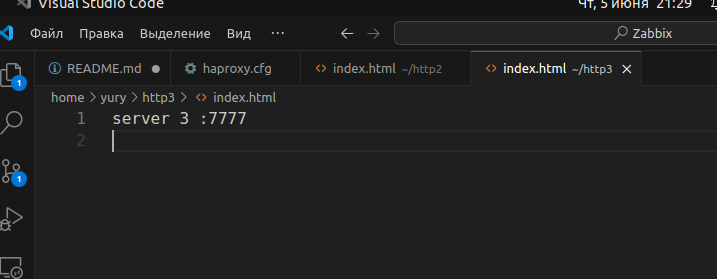 Visual Studio Code Чт, 5 июня 21:29
Файл Правка Выделение Вид ··· ← → Zabbix
README.md ● haproxy.cfg index.html ~/http2 index.html ~/http3 ×
home > yury > http3 > index.html
1 server 3 :7777
2
1
1